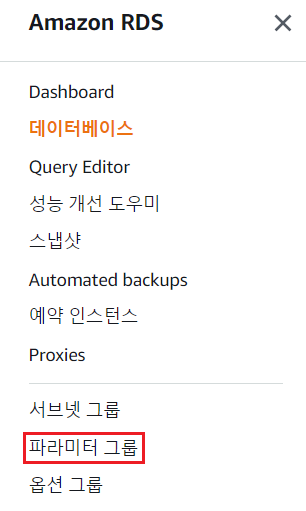 Amazon RDS
Dashboard
데이터베이스
Query Editor
성능 개선 도우미
스냅샷
Automated backups
예약 인스턴스
Proxies
서브넷 그룹
파라미터 그룹
옵션 그룹